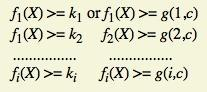 f₁(X) >= k₁ or f₁(X) >= g(1,c)
f₁(X) >= k₂ f₂(X) >= g(2,c)
................. .................
fᵢ(X) >= kᵢ fᵢ(X) >= g(i,c)